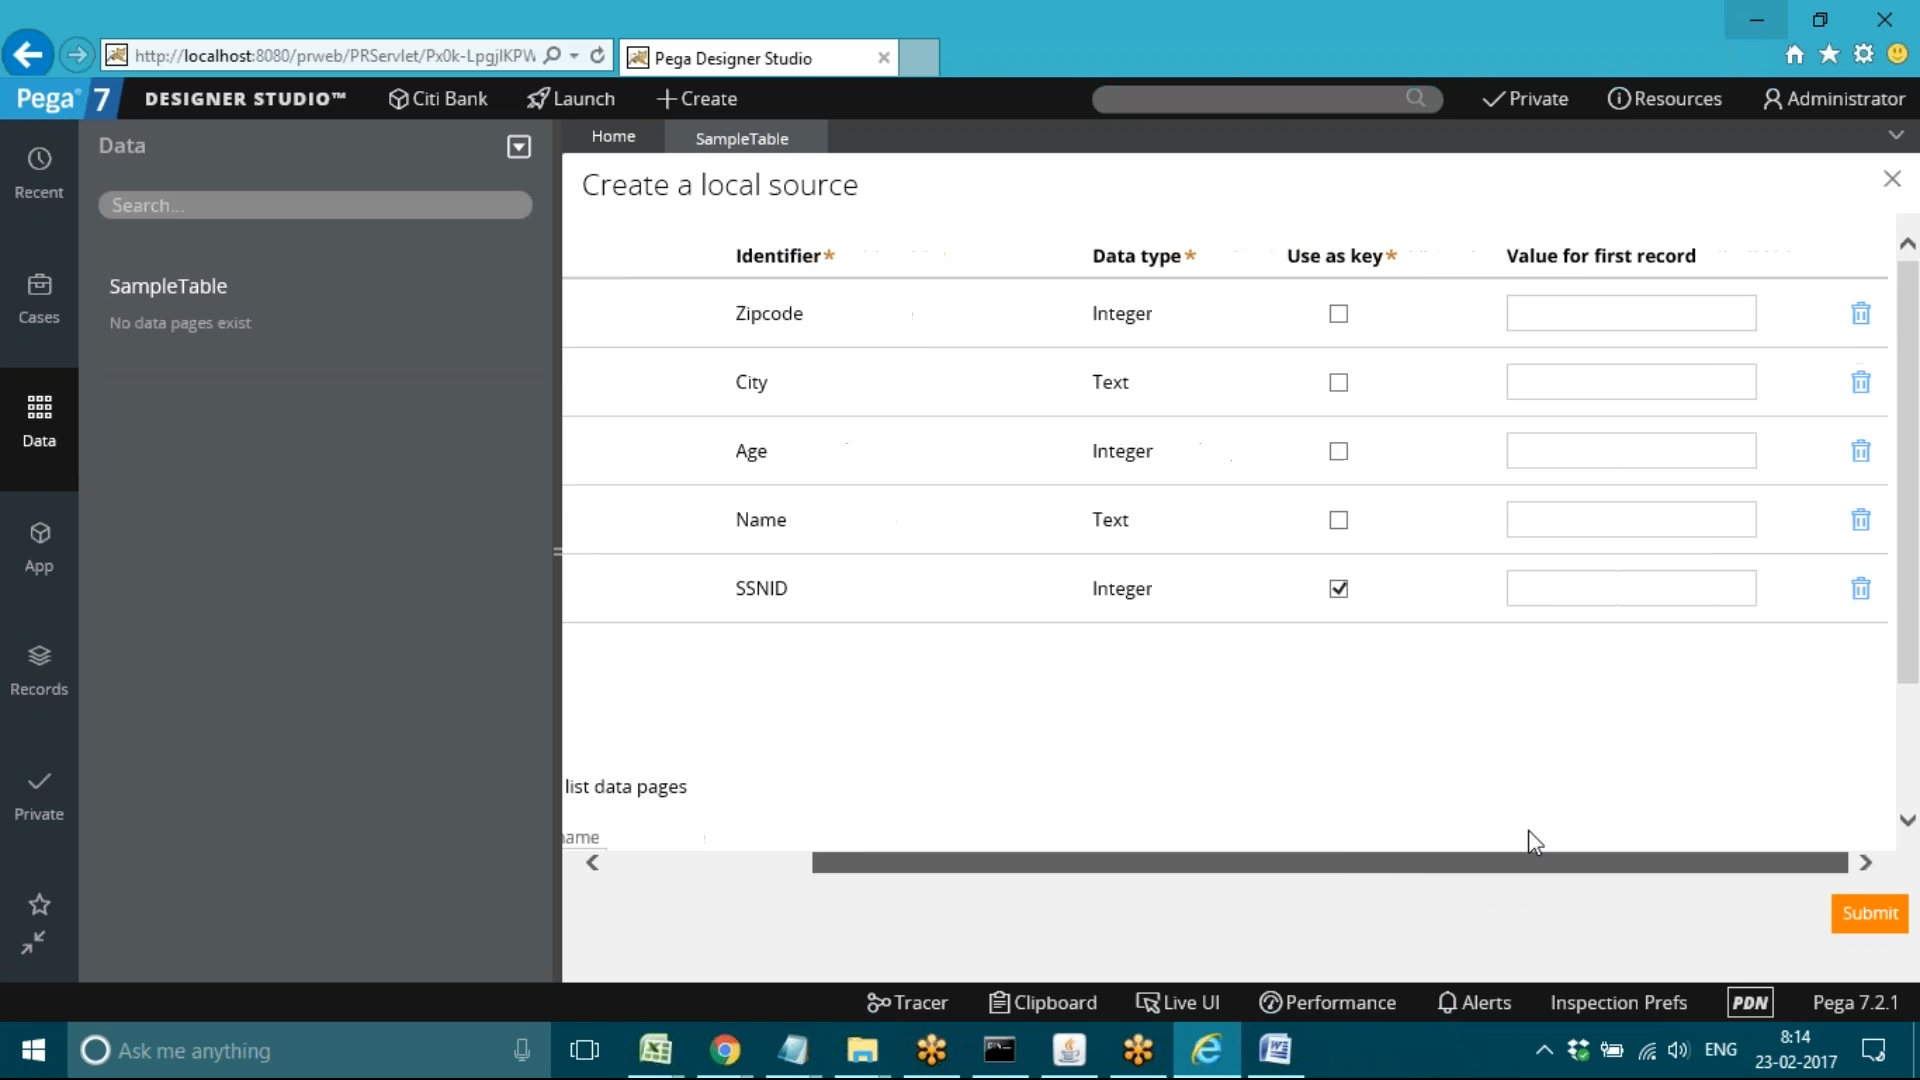 http://localhost:8080/prweb/PRServlet/Px0k-LpgjlKPW
Pega Designer Studio
Pega 7
DESIGNER STUDIO™
Citi Bank
Launch
Create
Private
Resources
Administrator
Recent
Cases
Data
App
Records
Private
Data
Search...
SampleTable
No data pages exist
Home
SampleTable
Create a local source
Identifier* Data type* Use as key* Value for first record
Zipcode Integer
City Text
Age Integer
Name Text
SSNID Integer
list data pages
name
Submit
Tracer
Clipboard
Live UI
Performance
Alerts
Inspection Prefs
PDN
Pega 7.2.1
Ask me anything
ENG
8:14
23-02-2017